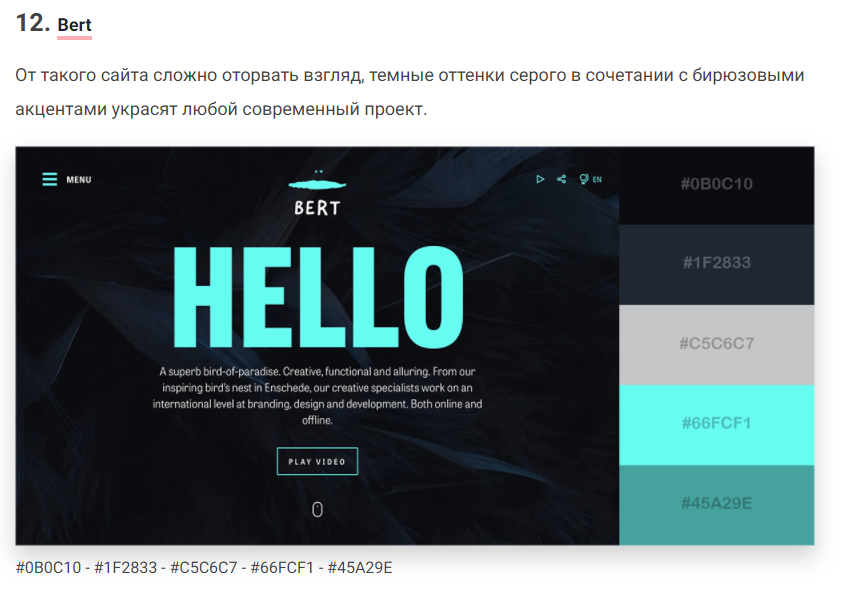 12. Bert
От такого сайта сложно оторвать взгляд, темные оттенки серого в сочетании с бирюзовыми
акцентами украсят любой современный проект.
MENU
BERT
EN
HELLO
A superb bird-of-paradise. Creative, functional and alluring. From our
inspiring bird's nest in Enschede, our creative specialists work on an
international level at branding, design and development. Both online and
offline.
PLAY VIDEO
#0B0C10
#1F2833
#C5C6C7
#66FCF1
#45A29E
#0B0C10 - #1F2833 - #C5C6C7 - #66FCF1 - #45A29E